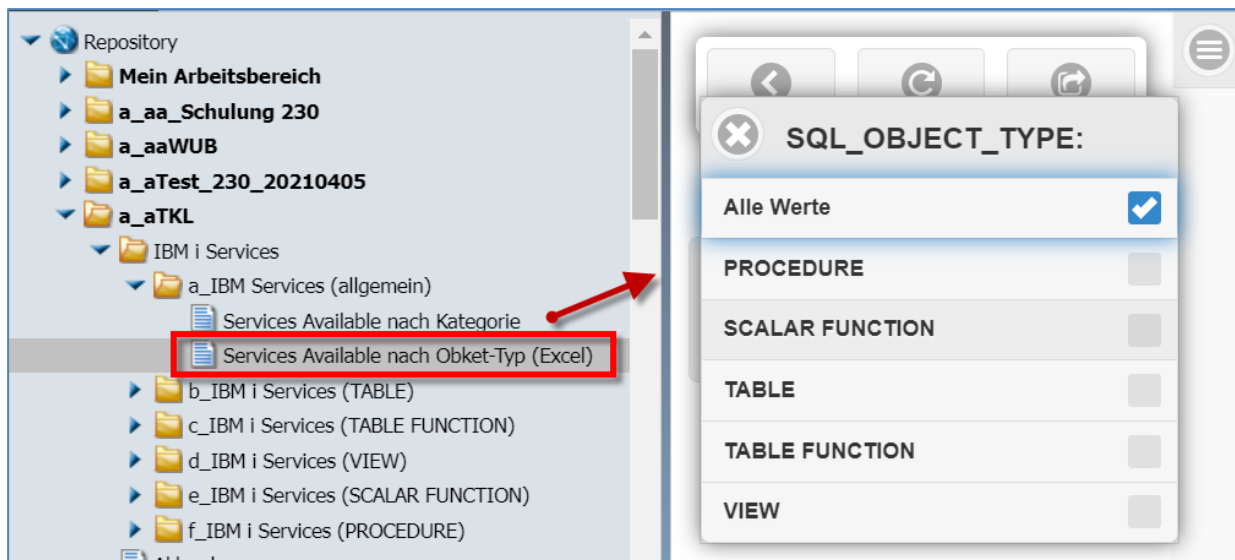 Repository
Mein Arbeitsbereich
a_aa_Schulung 230
a_aaWUB
a_aTest_230_20210405
a_aTKL
IBM i Services
a_IBM Services (allgemein)
Services Available nach Kategorie
Services Available nach Obket-Typ (Excel)
b_IBM i Services (TABLE)
c_IBM i Services (TABLE FUNCTION)
d_IBM i Services (VIEW)
e_IBM i Services (SCALAR FUNCTION)
f_IBM i Services (PROCEDURE)
SQL_OBJECT_TYPE:
Alle Werte
PROCEDURE
SCALAR FUNCTION
TABLE
TABLE FUNCTION
VIEW